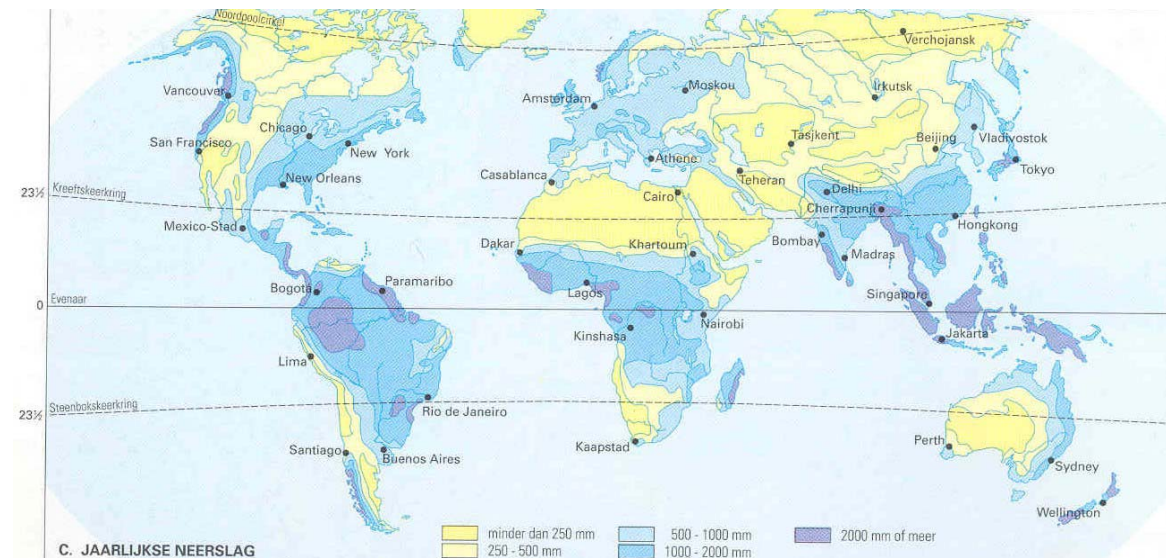 Noordpoolcirkel
Verchojansk
Vancouver
Amsterdam
Moskou
Irkutsk
San Francisco
Chicago
New York
Athene
Tasjkent
Beijing
Vladivostok
Casablanca
Teheran
Tokyo
New Orleans
Cairo
Delhi
23½
Kreeftskeerkring
Cherrapunji
Hongkong
Mexico-Stad
Dakar
Khartoum
Bombay
Madras
Bogota
Paramaribo
Lagos
Singapore
0
Evenaar
Nairobi
Kinshasa
Jakarta
Lima
23½
Steenbokskeerkring
Rio de Janeiro
Kaapstad
Perth
Santiago
Buenos Aires
Sydney
Wellington
minder dan 250 mm
500 - 1000 mm
2000 mm of meer
C. JAARLIJKSE NEERSLAG
250 - 500 mm
1000 - 2000 mm